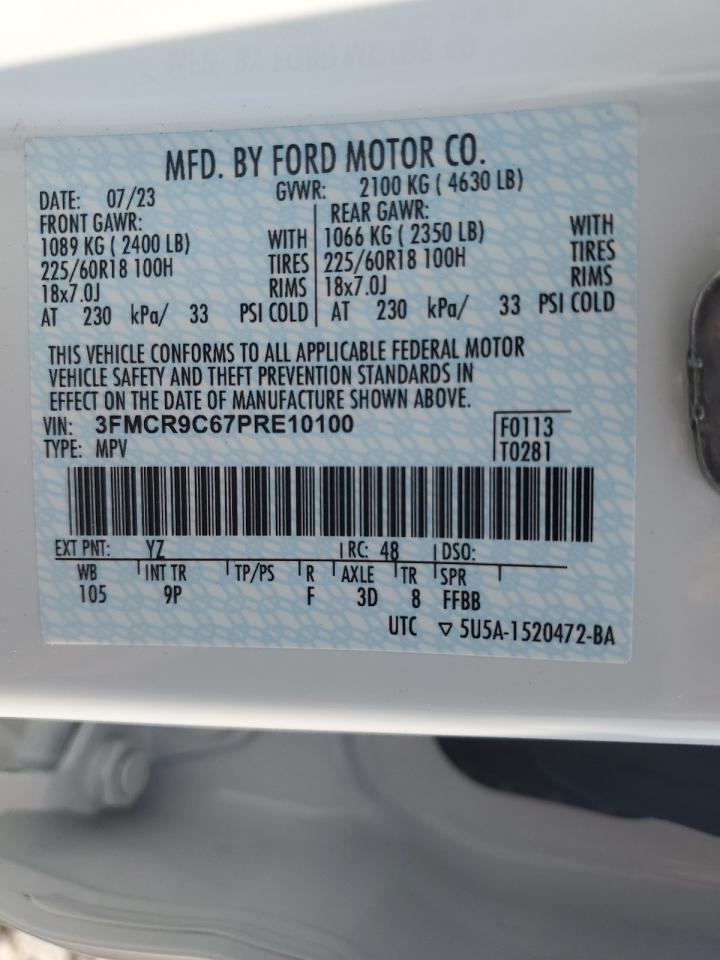 MFD. BY FORD MOTOR CO.
DATE: 07/23 GVWR: 2100 KG ( 4630 LB)
FRONT GAWR:
1089 KG ( 2400 LB) WITH
225/60R18 100H TIRES
18x7.0J RIMS
AT 230 kPa/ 33 PSI COLD
REAR GAWR:
1066 KG ( 2350 LB) WITH
225/60R18 100H TIRES
18x7.0J RIMS
AT 230 kPa/ 33 PSI COLD
THIS VEHICLE CONFORMS TO ALL APPLICABLE FEDERAL MOTOR
VEHICLE SAFETY AND THEFT PREVENTION STANDARDS IN
EFFECT ON THE DATE OF MANUFACTURE SHOWN ABOVE.
VIN: 3FMCR9C67PRE10100 F0113
TYPE: MPV T0281
EXT PNT: YZ RC: 48 DSO:
WB INT TR TP/PS R AXLE TR SPR
105 9P F 3D 8 FFBB
UTC ▽ 5U5A-1520472-BA